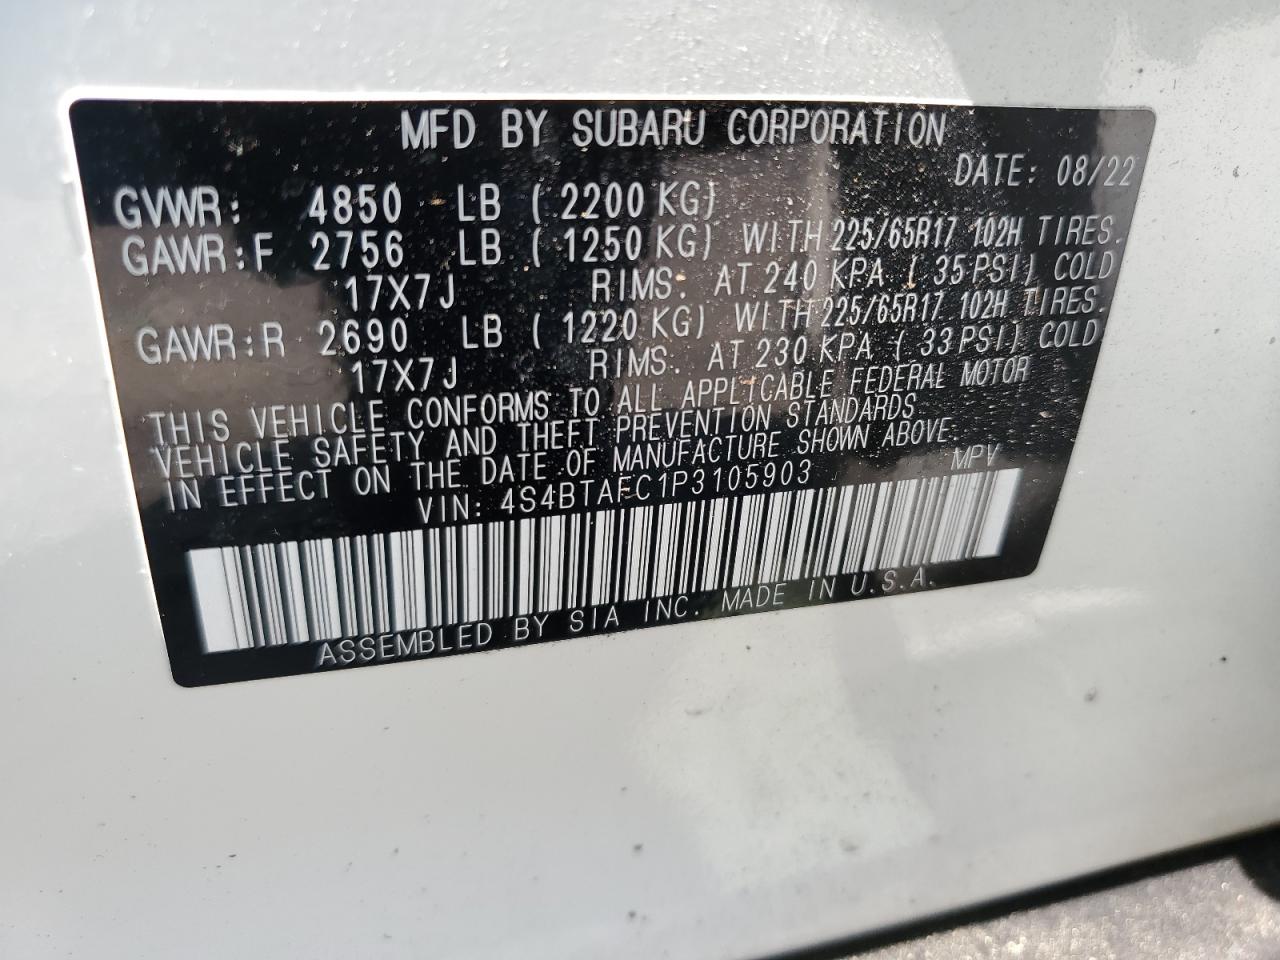 MFD BY SUBARU CORPORATION
DATE: 08/22
GVWR: 4850 LB ( 2200 KG)
GAWR:F 2756 LB ( 1250 KG) WITH 225/65R17 102H TIRES.
17X7J RIMS. AT 240 KPA ( 35 PSI) COLD
GAWR:R 2690 LB ( 1220 KG) WITH 225/65R17 102H TIRES.
17X7J RIMS. AT 230 KPA ( 33 PSI) COLD
THIS VEHICLE CONFORMS TO ALL APPLICABLE FEDERAL MOTOR
VEHICLE SAFETY AND THEFT PREVENTION STANDARDS
IN EFFECT ON THE DATE OF MANUFACTURE SHOWN ABOVE.
VIN: 4S4BTAFC1P3105903 MPV
ASSEMBLED BY SIA INC. MADE IN U.S.A.